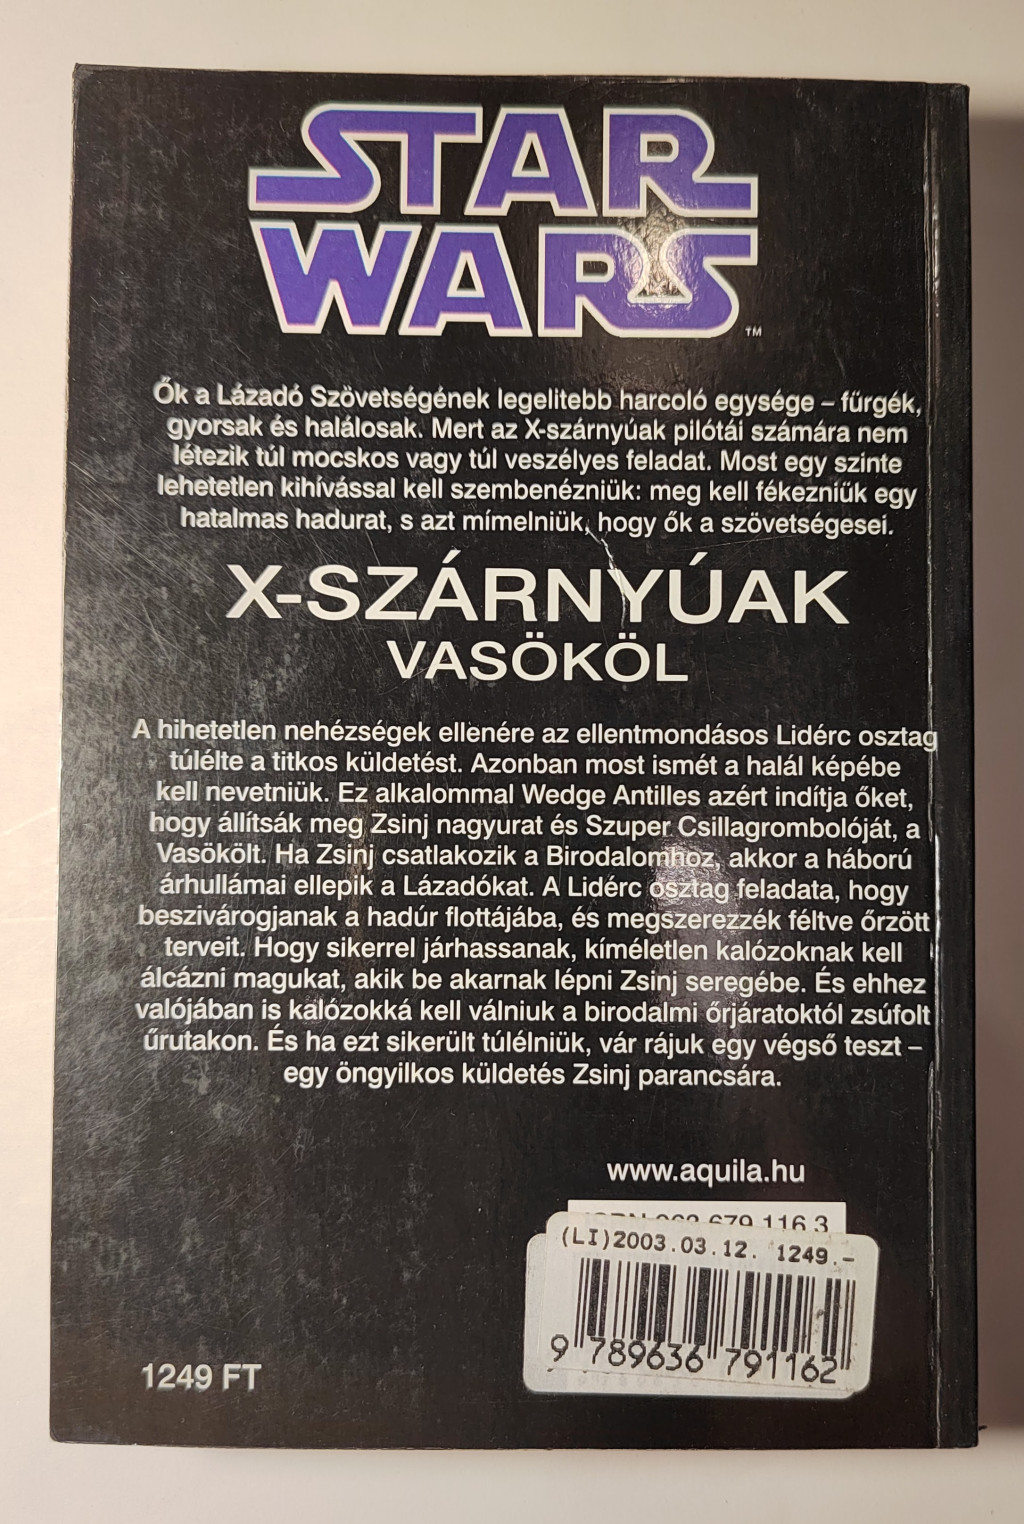 STAR
WARS
TM
Ők a Lázadó Szövetségének legelitebb harcoló egysége – fürgék,
gyorsak és halálosak. Mert az X-szárnyúak pilótái számára nem
létezik túl mocskos vagy túl veszélyes feladat. Most egy szinte
lehetetlen kihívással kell szembenézniük: meg kell fékezniük egy
hatalmas hadurat, s azt mímelniük, hogy ők a szövetségesei.
X-SZÁRNYÚAK
VASÖKÖL
A hihetetlen nehézségek ellenére az ellentmondásos Lidérc osztag
túlélte a titkos küldetést. Azonban most ismét a halál képébe
kell nevetniük. Ez alkalommal Wedge Antilles azért indítja őket,
hogy állítsák meg Zsinj nagyurat és Szuper Csillagrombolóját, a
Vasökölt. Ha Zsinj csatlakozik a Birodalomhoz, akkor a háború
árhullámai ellepik a Lázadókat. A Lidérc osztag feladata, hogy
beszivárogjanak a hadúr flottájába, és megszerezzék féltve őrzött
terveit. Hogy sikerrel járhassanak, kíméletlen kalózoknak kell
álcázni magukat, akik be akarnak lépni Zsinj seregébe. És ehhez
valójában is kalózokká kell válniuk a birodalmi őrjáratoktól zsúfolt
űrutakon. És ha ezt sikerült túlélniük, vár rájuk egy végső teszt –
egy öngyilkos küldetés Zsinj parancsára.
www.aquila.hu
ISBN 963 679 116 3
(LI)2003.03.12. 1249.-
9 789636 791162
1249 FT